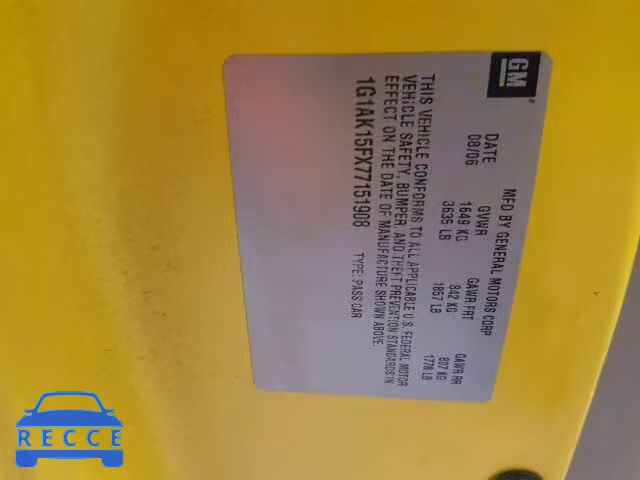 GM
MFD BY GENERAL MOTORS CORP
DATE GVWR GAWR FRT GAWR RR
08/06 1649 KG 842 KG 807 KG
3635 LB 1857 LB 1778 LB
THIS VEHICLE CONFORMS TO ALL APPLICABLE U.S. FEDERAL MOTOR
VEHICLE SAFETY, BUMPER, AND THEFT PREVENTION STANDARDS IN
EFFECT ON THE DATE OF MANUFACTURE SHOWN ABOVE.
1G1AK15FX77151908 TYPE: PASS CAR
RECCE